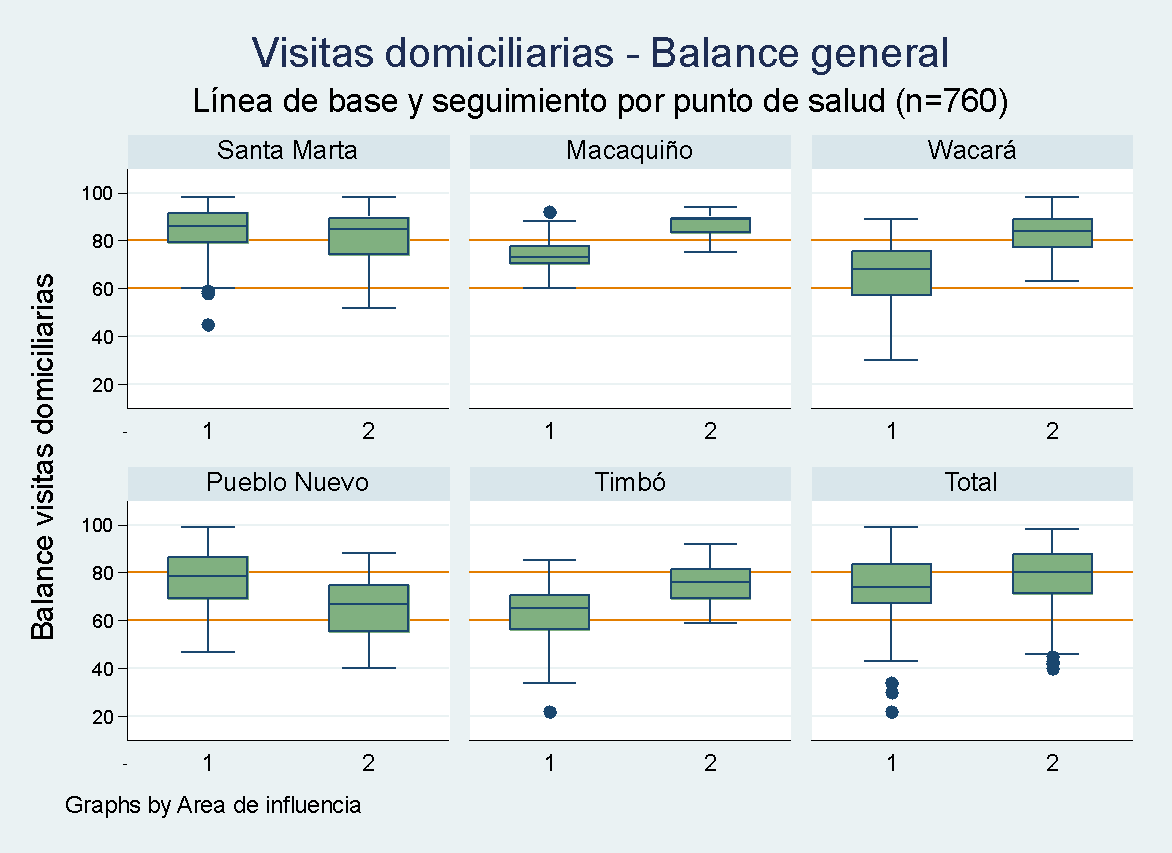 Visitas domiciliarias - Balance general
Línea de base y seguimiento por punto de salud (n=760)
Santa Marta
Macaquiño
Wacará
100
80
60
40
20
-
1
2
1
2
1
2
Balance visitas domiciliarias
Pueblo Nuevo
Timbó
Total
100
80
60
40
20
-
1
2
1
2
1
2
Graphs by Area de influencia